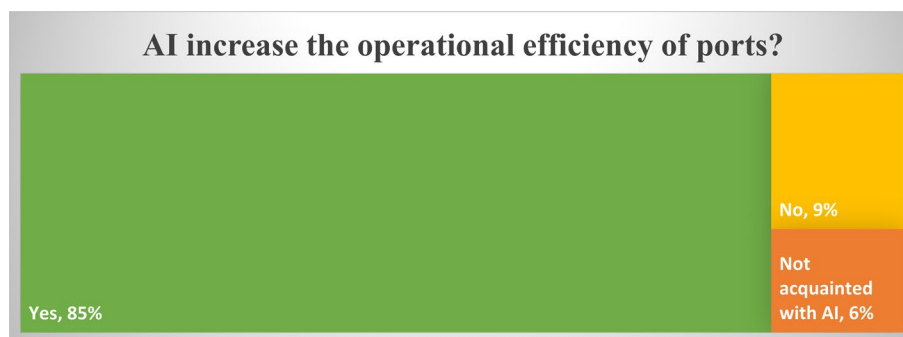 AI increase the operational efficiency of ports?
Yes, 85%
No, 9%
Not
acquainted
with AI, 6%